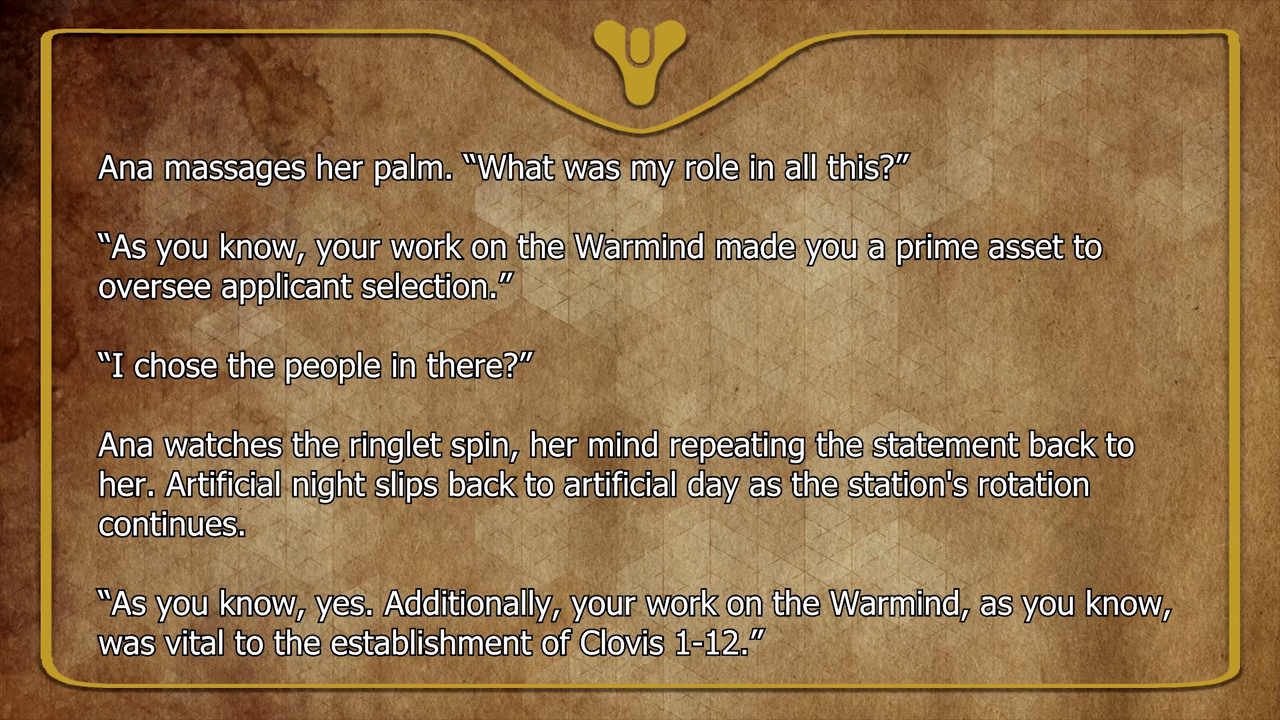 Ana massages her palm. “What was my role in all this?”
“As you know, your work on the Warmind made you a prime asset to
oversee applicant selection.”
“I chose the people in there?”
Ana watches the ringlet spin, her mind repeating the statement back to
her. Artificial night slips back to artificial day as the station's rotation
continues.
“As you know, yes. Additionally, your work on the Warmind, as you know,
was vital to the establishment of Clovis 1-12.”